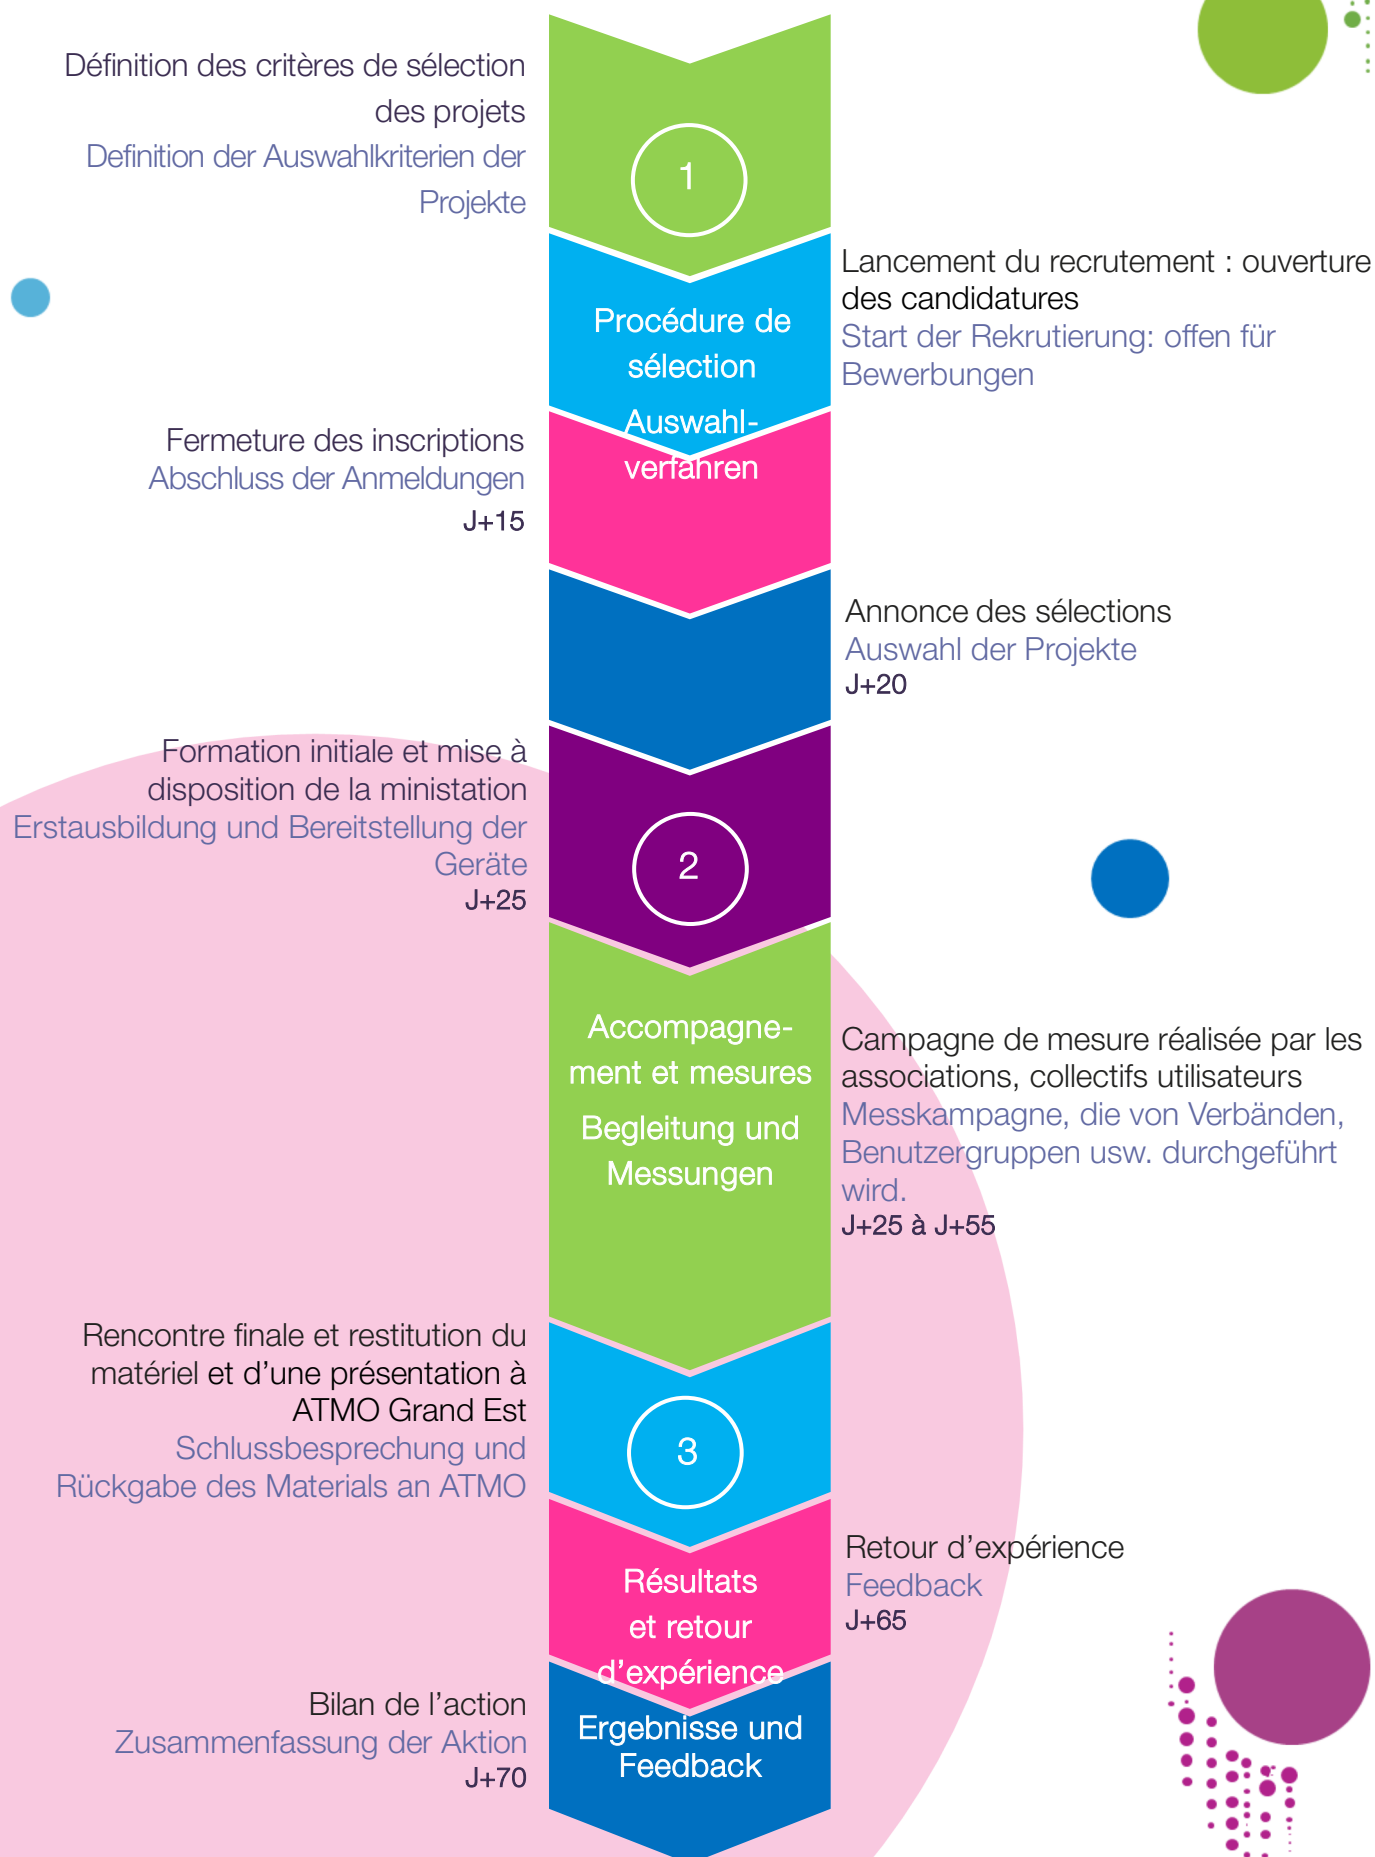 Définition des critères de sélection
des projets
Definition der Auswahlkriterien der
Projekte
1
Lancement du recrutement : ouverture
des candidatures
Start der Rekrutierung: offen für
Bewerbungen
Procédure de
sélection
Auswahl-
verfahren
Fermeture des inscriptions
Abschluss der Anmeldungen
J+15
Annonce des sélections
Auswahl der Projekte
J+20
Formation initiale et mise à
disposition de la ministation
Erstausbildung und Bereitstellung der
Geräte
J+25
2
Accompagne-
ment et mesures
Begleitung und
Messungen
Campagne de mesure réalisée par les
associations, collectifs utilisateurs
Messkampagne, die von Verbänden,
Benutzergruppen usw. durchgeführt
wird.
J+25 à J+55
Rencontre finale et restitution du
matériel et d’une présentation à
ATMO Grand Est
Schlussbesprechung und
Rückgabe des Materials an ATMO
3
Résultats
et retour
d’expérience
Ergebnisse und
Feedback
Retour d’expérience
Feedback
J+65
Bilan de l’action
Zusammenfassung der Aktion
J+70